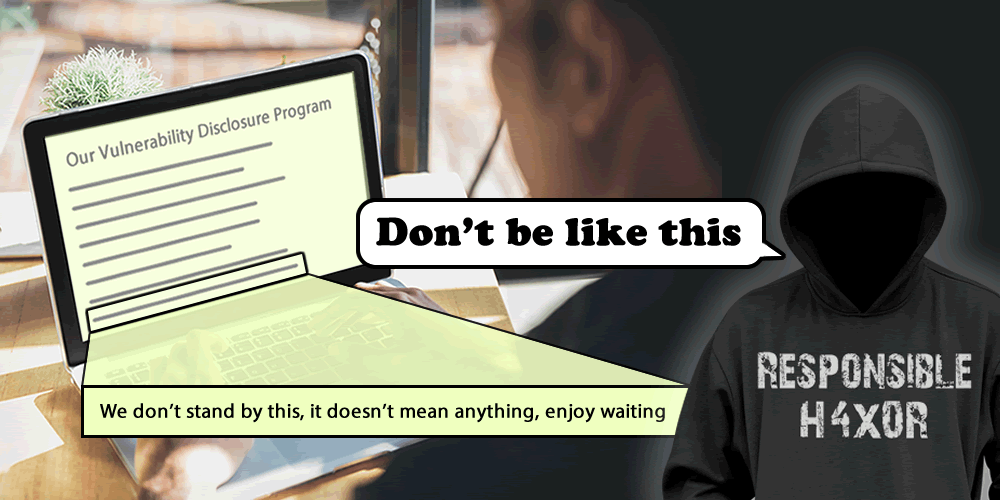 Our Vulnerability Disclosure Program
Don't be like this
We don't stand by this, it doesn't mean anything, enjoy waiting
RESPONSIBLE
H4X0R